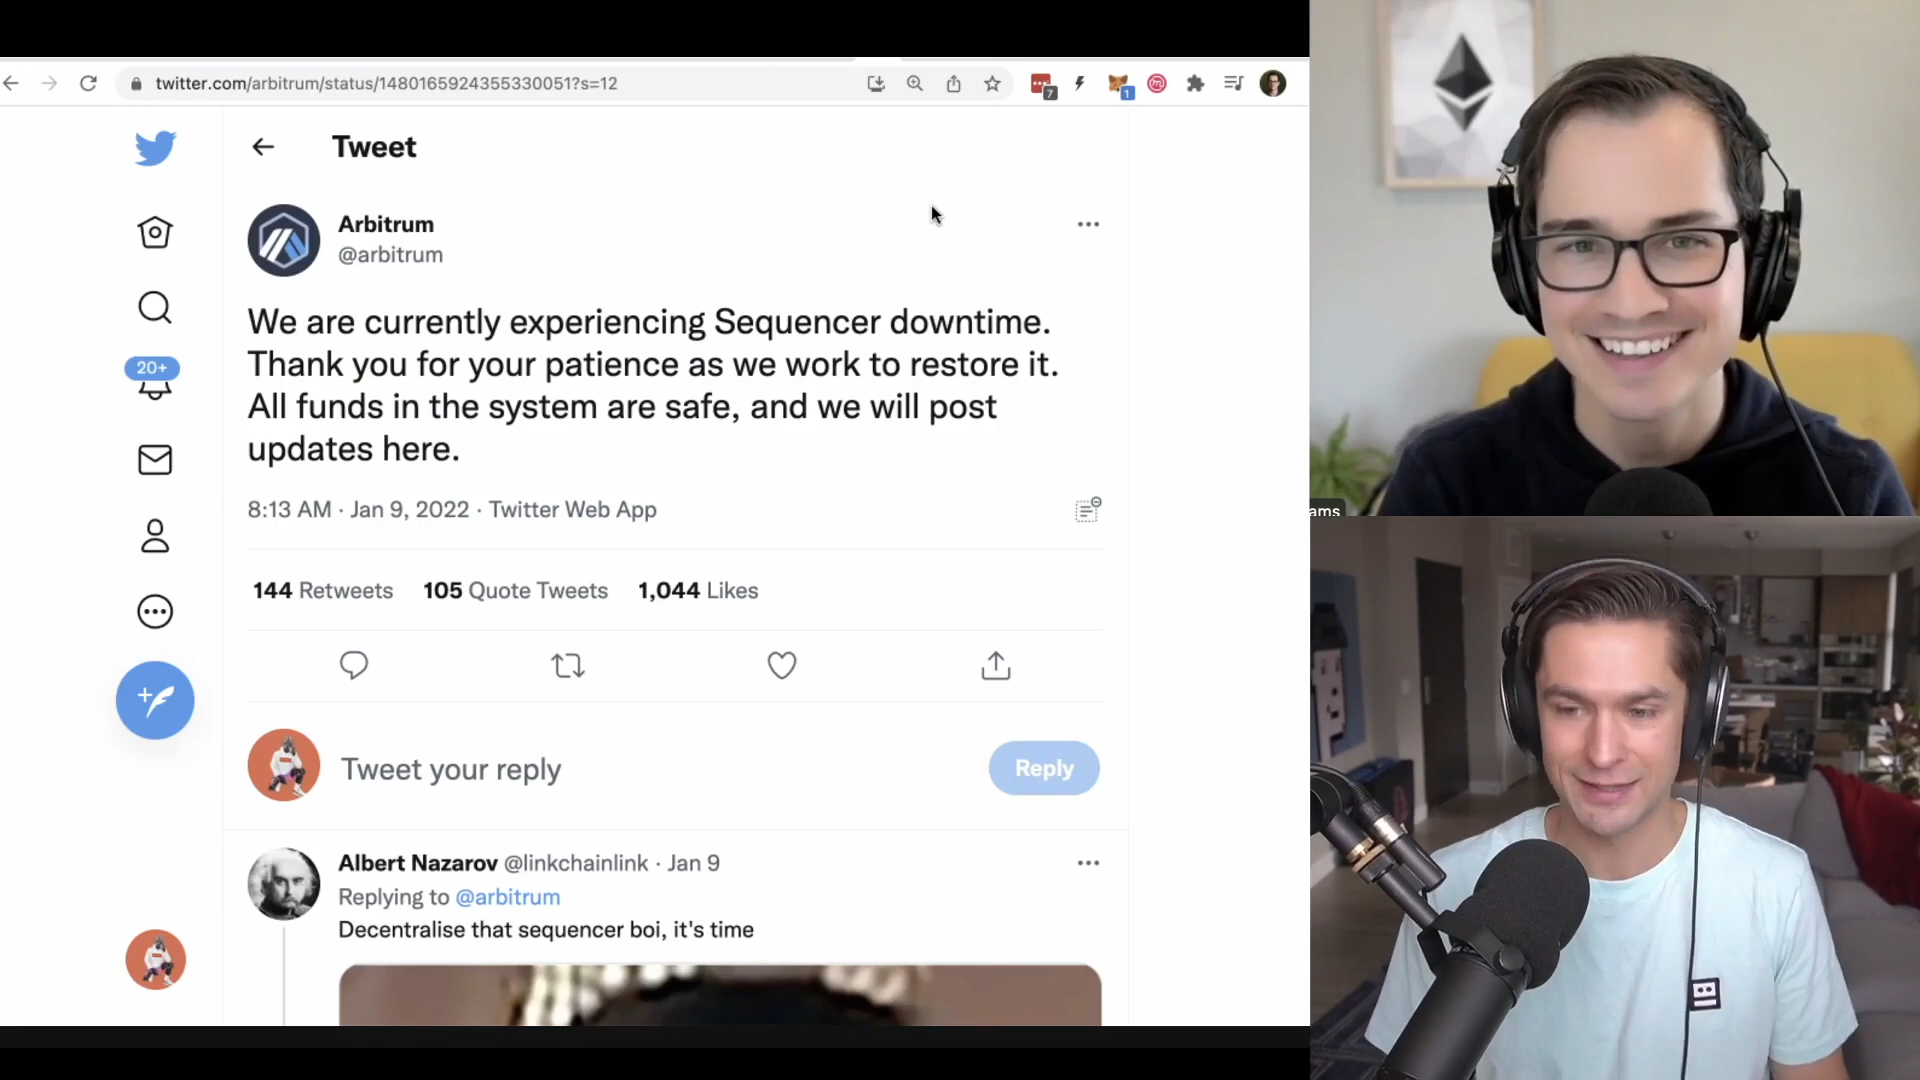 twitter.com/arbitrum/status/1480165924355330051?s=12
7
1
Tweet
Arbitrum
@arbitrum
We are currently experiencing Sequencer downtime.
Thank you for your patience as we work to restore it.
All funds in the system are safe, and we will post
updates here.
8:13 AM · Jan 9, 2022 · Twitter Web App
144 Retweets 105 Quote Tweets 1,044 Likes
20+
Tweet your reply
Reply
Albert Nazarov @linkchainlink · Jan 9
Replying to @arbitrum
Decentralise that sequencer boi, it's time
ams